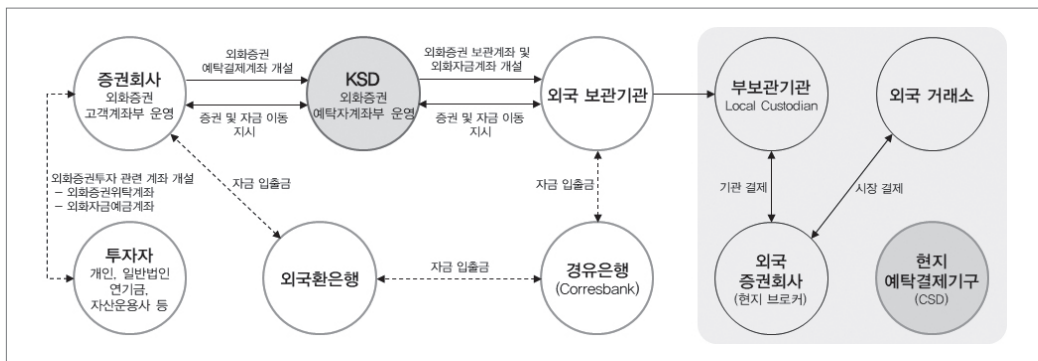 증권회사
외화증권
고객계좌부 운영
외화증권
예탁결제계좌 개설
증권 및 자금 이동
지시
KSD
외화증권
예탁자계좌부 운영
외화증권 보관계좌 및
외화자금계좌 개설
증권 및 자금 이동
지시
외국 보관기관
부보관기관
Local Custodian
외국 거래소
외화증권투자 관련 계좌 개설
– 외화증권위탁계좌
– 외화자금예금계좌
자금 입출금
자금 입출금
기관 결제
시장 결제
투자자
개인, 일반법인
연기금,
자산운용사 등
외국환은행
자금 입출금
경유은행
(Corresbank)
외국
증권회사
(현지 브로커)
현지
예탁결제기구
(CSD)